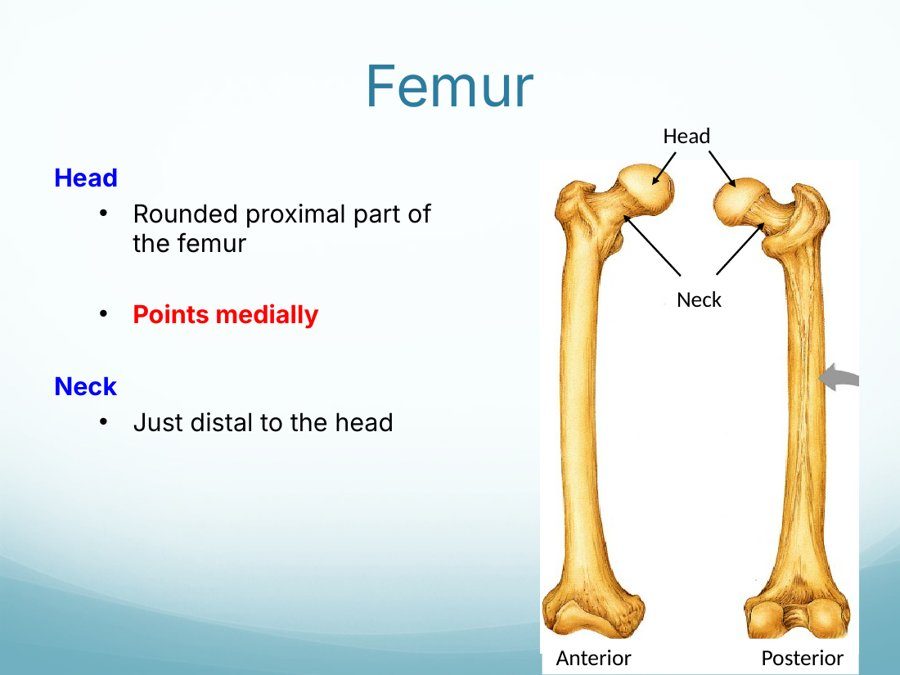 Femur
Head
• Rounded proximal part of
the femur
• Points medially
Neck
• Just distal to the head
Head
Neck
Anterior
Posterior